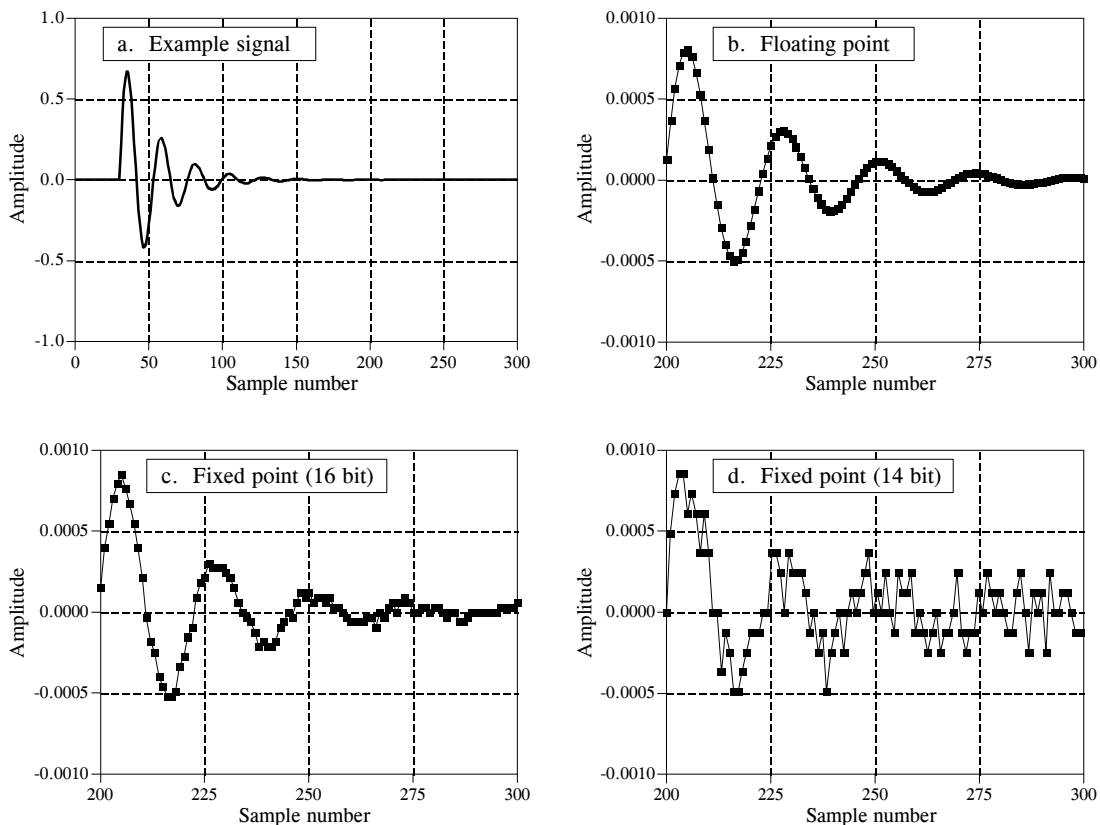 a. Example signal
Amplitude
1.0
0.5
0.0
-0.5
-1.0
0 50 100 150 200 250 300
Sample number
b. Floating point
Amplitude
0.0010
0.0005
0.0000
-0.0005
-0.0010
200 225 250 275 300
Sample number
c. Fixed point (16 bit)
Amplitude
0.0010
0.0005
0.0000
-0.0005
-0.0010
200 225 250 275 300
Sample number
d. Fixed point (14 bit)
Amplitude
0.0010
0.0005
0.0000
-0.0005
-0.0010
200 225 250 275 300
Sample number